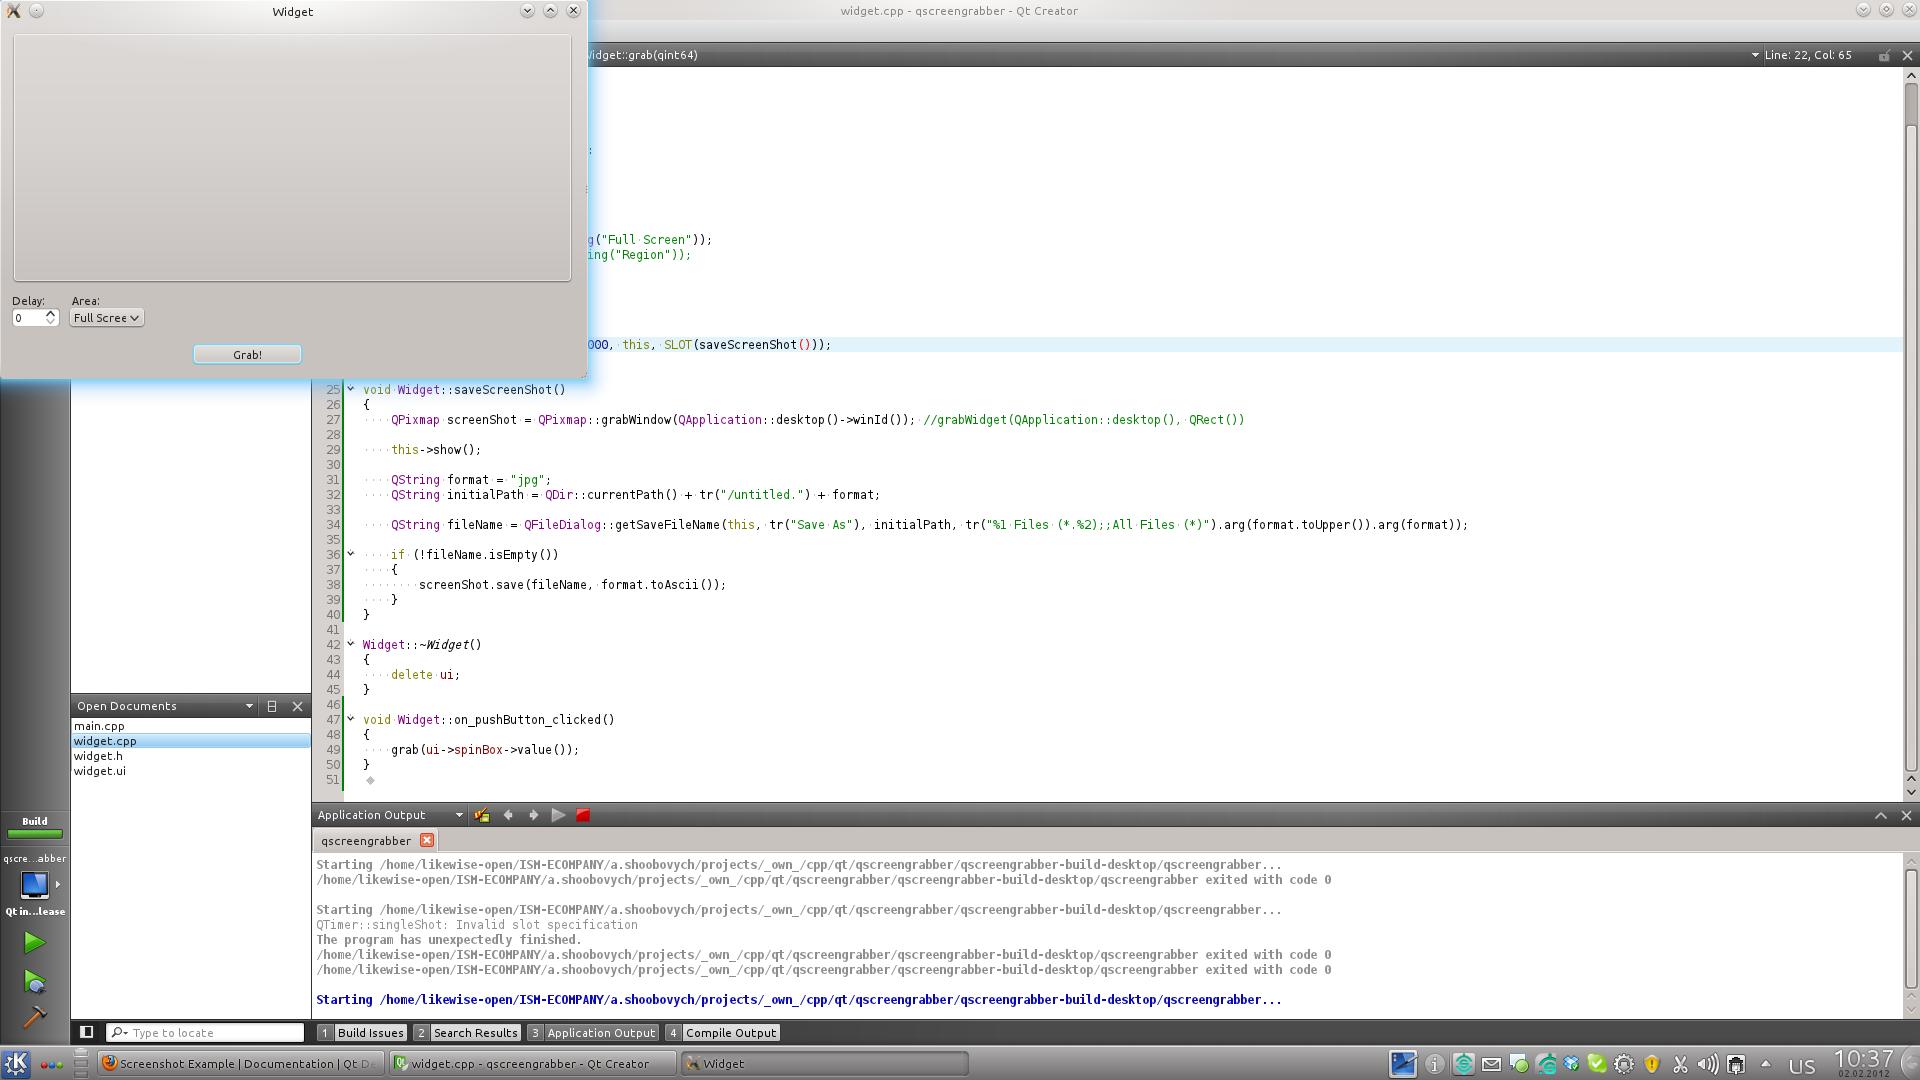 Widget
widget.cpp - qscreengrabber - Qt Creator
Widget::grab(qint64)
Line: 22, Col: 65
:
("Full Screen"));
ing("Region"));
Delay:
Area:
0
Full Scree
Grab!
000, this, SLOT(saveScreenShot()));
25 void Widget::saveScreenShot()
26 {
27 QPixmap screenShot = QPixmap::grabWindow(QApplication::desktop()->winId()); //grabWidget(QApplication::desktop(), QRect())
28
29 this->show();
30
31 QString format = "jpg";
32 QString initialPath = QDir::currentPath() + tr("/untitled.") + format;
33
34 QString fileName = QFileDialog::getSaveFileName(this, tr("Save As"), initialPath, tr("%1 Files (*.%2);;All Files (*)").arg(format.toUpper()).arg(format));
35
36 if (!fileName.isEmpty())
37 {
38 screenShot.save(fileName, format.toAscii());
39 }
40 }
41
42 Widget::~Widget()
43 {
44 delete ui;
45 }
46
47 void Widget::on_pushButton_clicked()
48 {
49 grab(ui->spinBox->value());
50 }
51
Open Documents
main.cpp
widget.cpp
widget.h
widget.ui
Build
qscre...abber
Qt in...lease
Application Output
qscreengrabber
Starting /home/likewise-open/ISM-ECOMPANY/a.shoobovych/projects/_own_/cpp/qt/qscreengrabber/qscreengrabber-build-desktop/qscreengrabber...
/home/likewise-open/ISM-ECOMPANY/a.shoobovych/projects/_own_/cpp/qt/qscreengrabber/qscreengrabber-build-desktop/qscreengrabber exited with code 0
Starting /home/likewise-open/ISM-ECOMPANY/a.shoobovych/projects/_own_/cpp/qt/qscreengrabber/qscreengrabber-build-desktop/qscreengrabber...
QTimer::singleShot: Invalid slot specification
The program has unexpectedly finished.
/home/likewise-open/ISM-ECOMPANY/a.shoobovych/projects/_own_/cpp/qt/qscreengrabber/qscreengrabber-build-desktop/qscreengrabber exited with code 0
/home/likewise-open/ISM-ECOMPANY/a.shoobovych/projects/_own_/cpp/qt/qscreengrabber/qscreengrabber-build-desktop/qscreengrabber exited with code 0
Starting /home/likewise-open/ISM-ECOMPANY/a.shoobovych/projects/_own_/cpp/qt/qscreengrabber/qscreengrabber-build-desktop/qscreengrabber...
Type to locate
1 Build Issues 2 Search Results 3 Application Output 4 Compile Output
Screenshot Example | Documentation | Qt De
widget.cpp - qscreengrabber - Qt Creator
Widget
US
10:37
02.02.2012